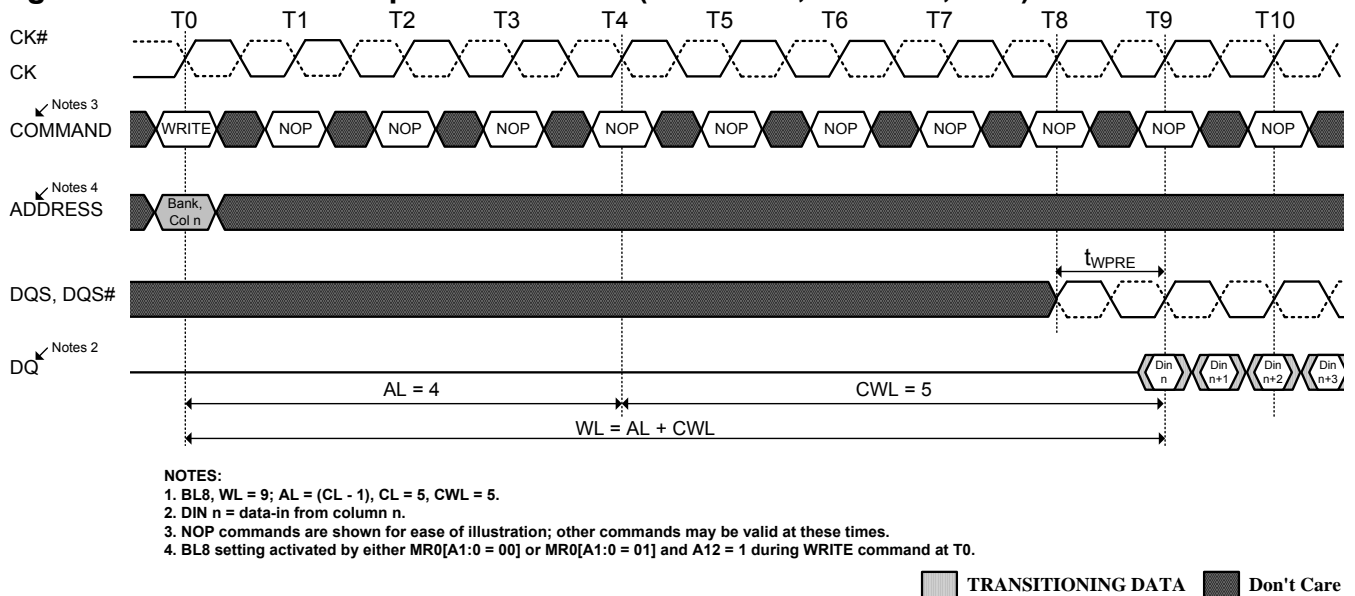 T0 T1 T2 T3 T4 T5 T6 T7 T8 T9 T10
CK#
CK
Notes 3
COMMAND WRITE NOP NOP NOP NOP NOP NOP NOP NOP NOP NOP
Notes 4
ADDRESS
Bank,
Col n
tWPRE
DQS, DQS#
Notes 2
DQ
Din n Din n+1 Din n+2 Din n+3
AL = 4 CWL = 5
WL = AL + CWL
NOTES:
1. BL8, WL = 9; AL = (CL - 1), CL = 5, CWL = 5.
2. DIN n = data-in from column n.
3. NOP commands are shown for ease of illustration; other commands may be valid at these times.
4. BL8 setting activated by either MR0[A1:0 = 00] or MR0[A1:0 = 01] and A12 = 1 during WRITE command at T0.
TRANSITIONING DATA Don't Care